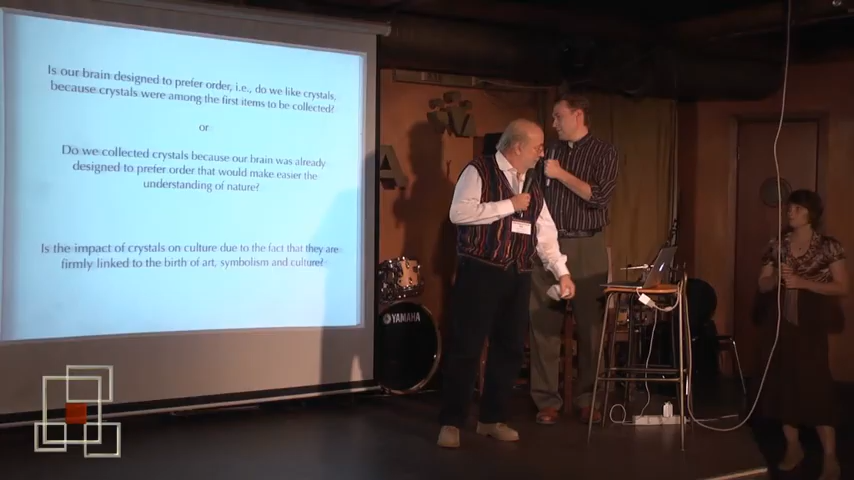 Is our brain designed to prefer order, i.e., do we like crystals,
because crystals were among the first items to be collected?
or
Do we collected crystals because our brain was already
designed to prefer order that would make easier the
understanding of nature?
Is the impact of crystals on culture due to the fact that they are
firmly linked to the birth of art, symbolism and culture?
A
YAMAHA